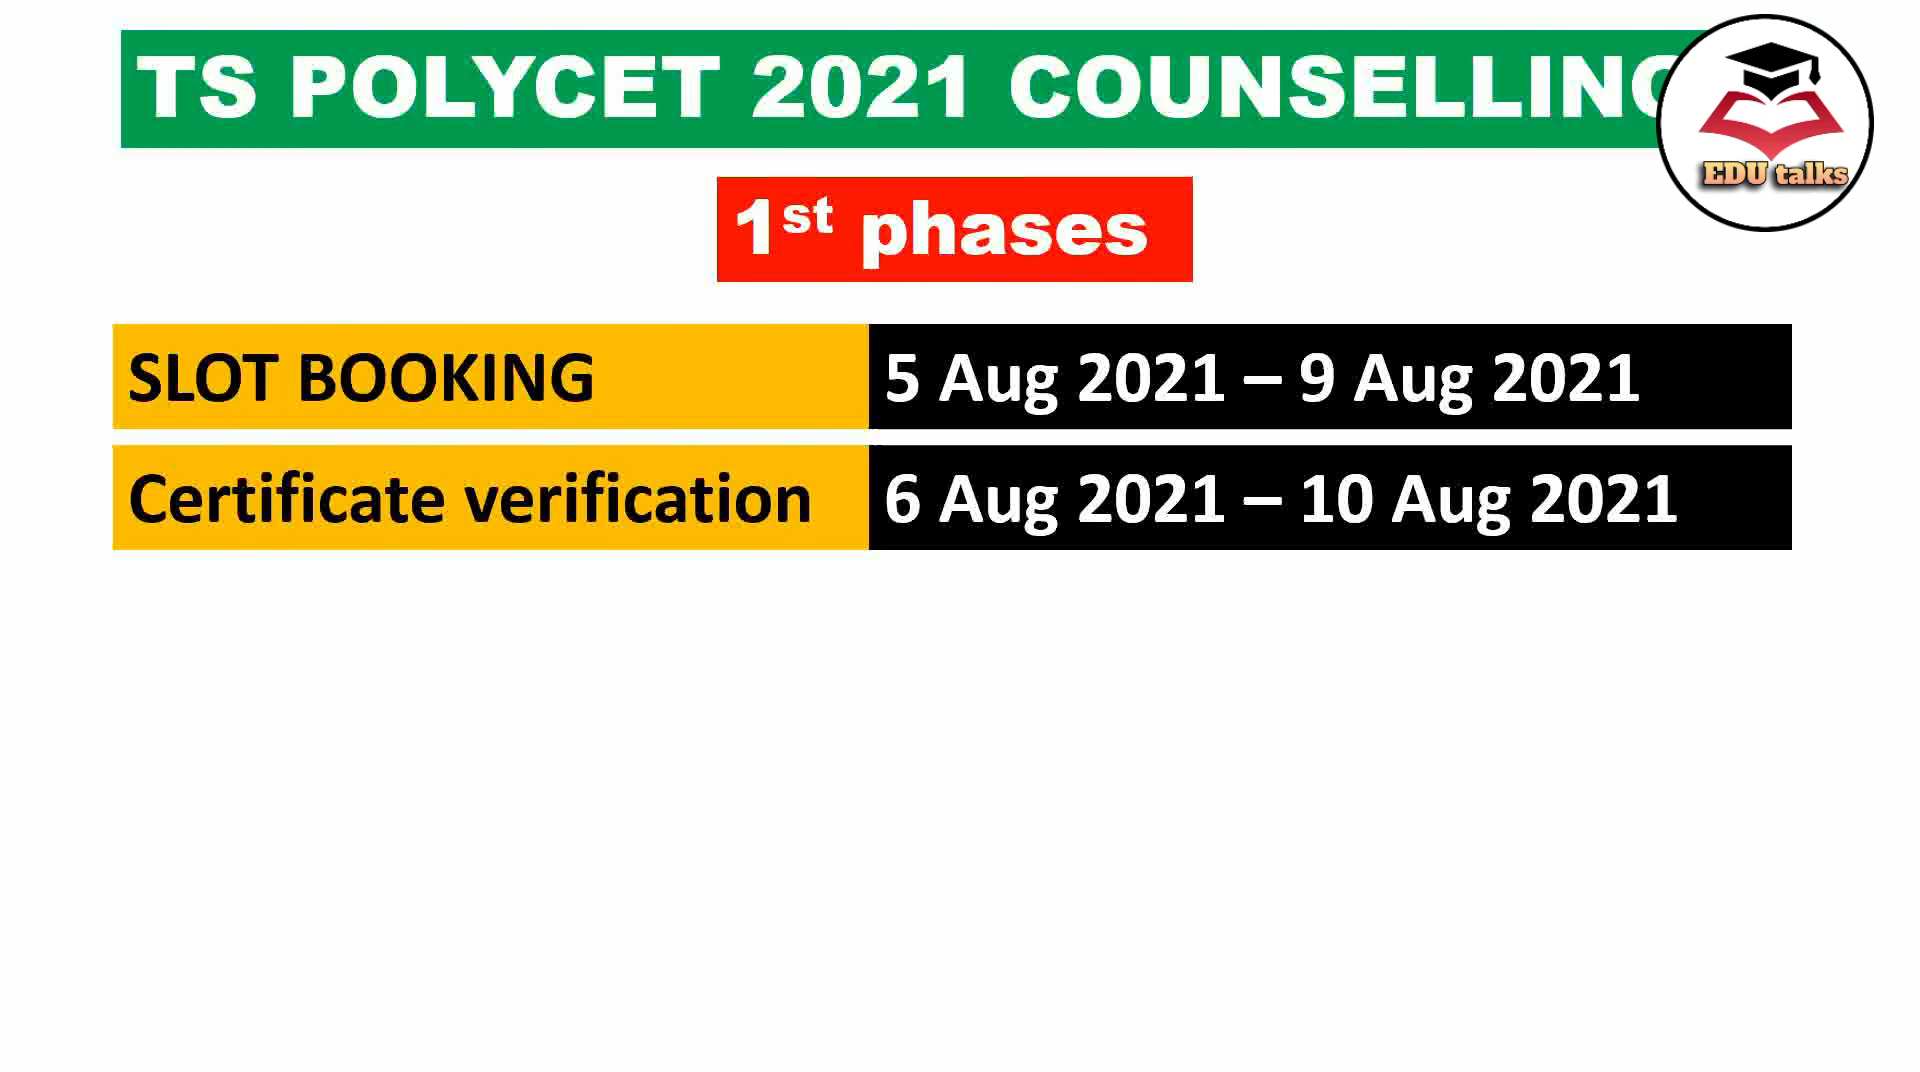 TS POLYCET 2021 COUNSELLING
EDU talks
1st phases
SLOT BOOKING 5 Aug 2021 – 9 Aug 2021
Certificate verification 6 Aug 2021 – 10 Aug 2021